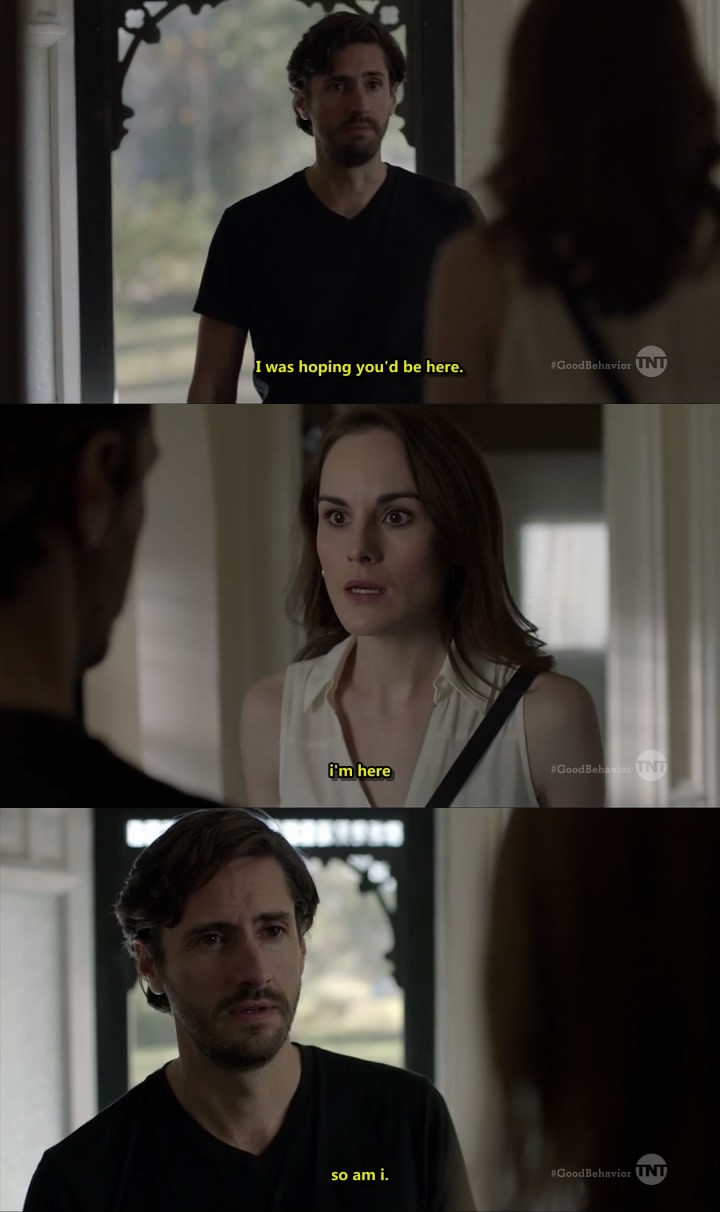 I was hoping you'd be here.
#GoodBehavior TNT
i'm here
#GoodBehavior TNT
so am i.
#GoodBehavior TNT